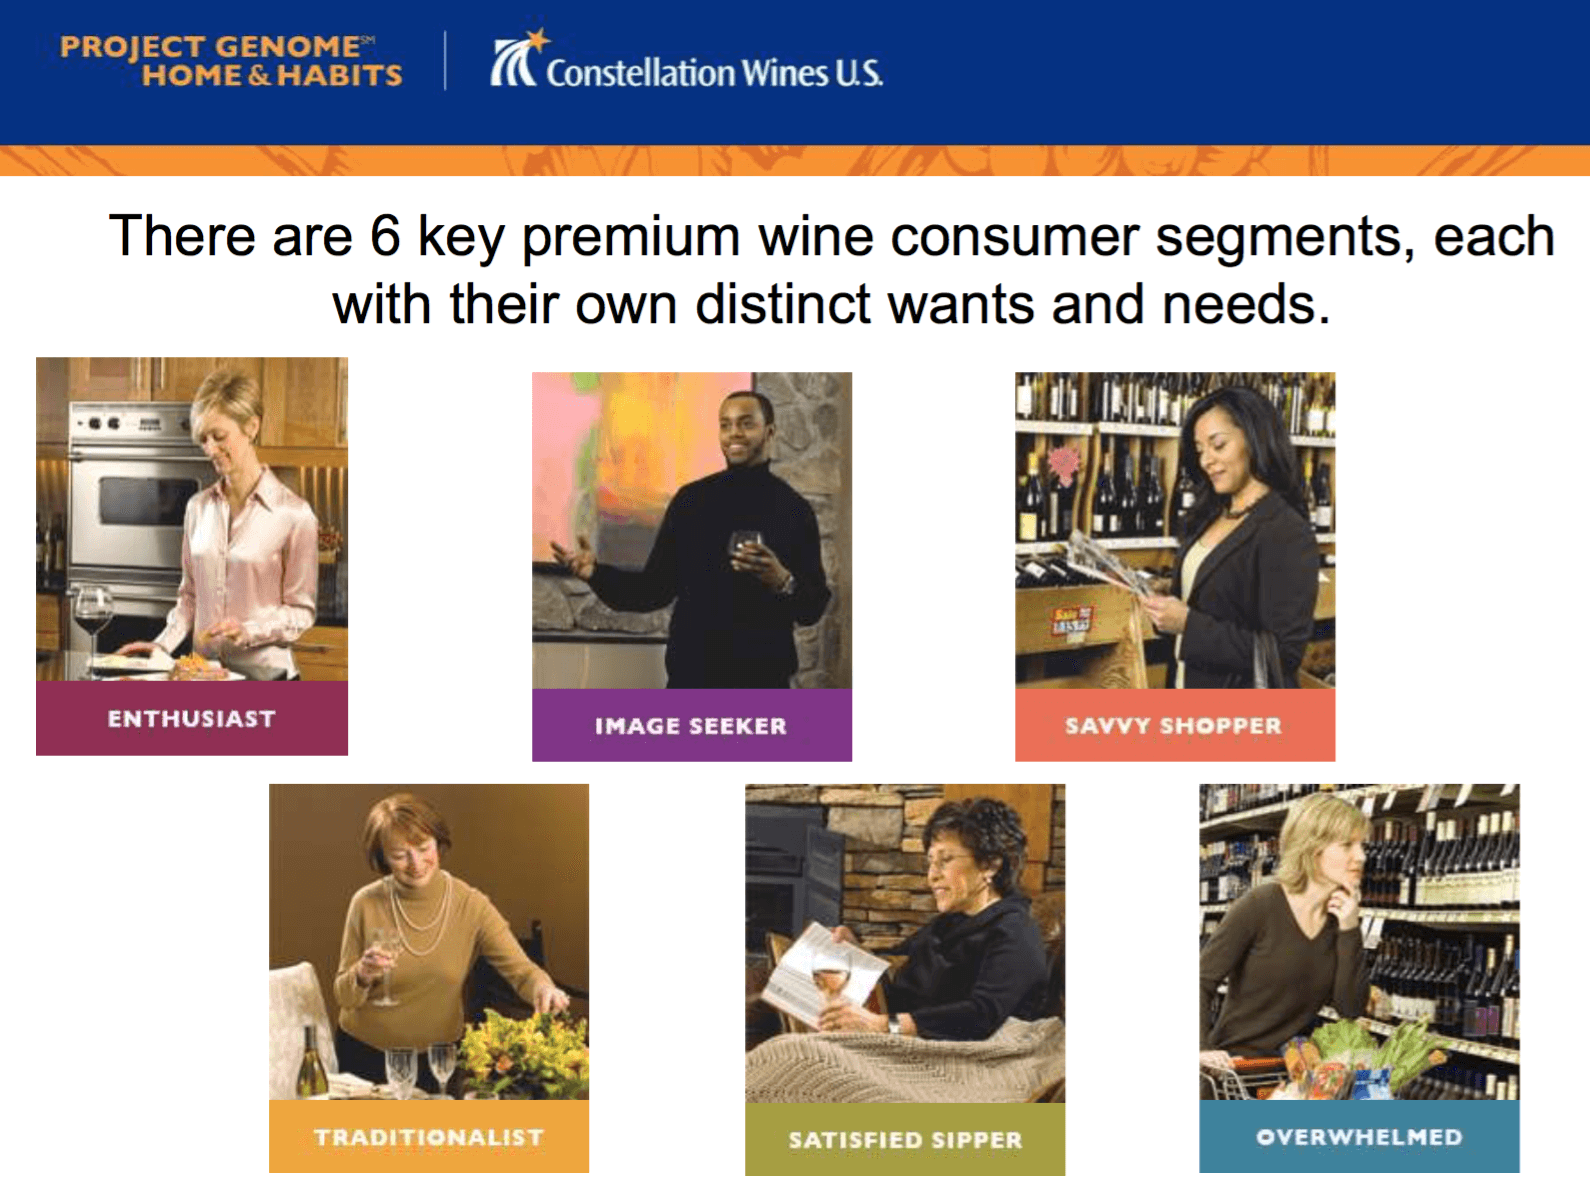 PROJECT GENOME℠
HOME & HABITS
Constellation Wines U.S.
There are 6 key premium wine consumer segments, each
with their own distinct wants and needs.
ENTHUSIAST
IMAGE SEEKER
SAVVY SHOPPER
Sale
TRADITIONALIST
SATISFIED SIPPER
OVERWHELMED